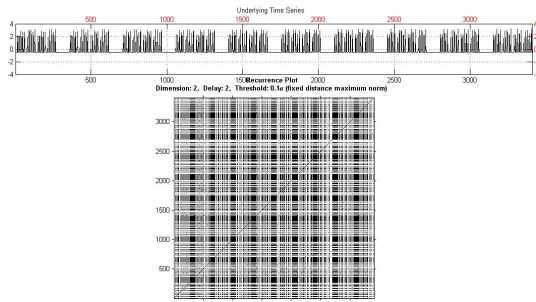 Underlying Time Series
500 1000 1500 2000 2500 3000
4
2
0
-2
-4
500 1000 1500 2000 2500 3000
Recurrence Plot
Dimension: 2, Delay: 2, Threshold: 0.1σ (fixed distance maximum norm)
3000
2500
2000
1500
1000
500